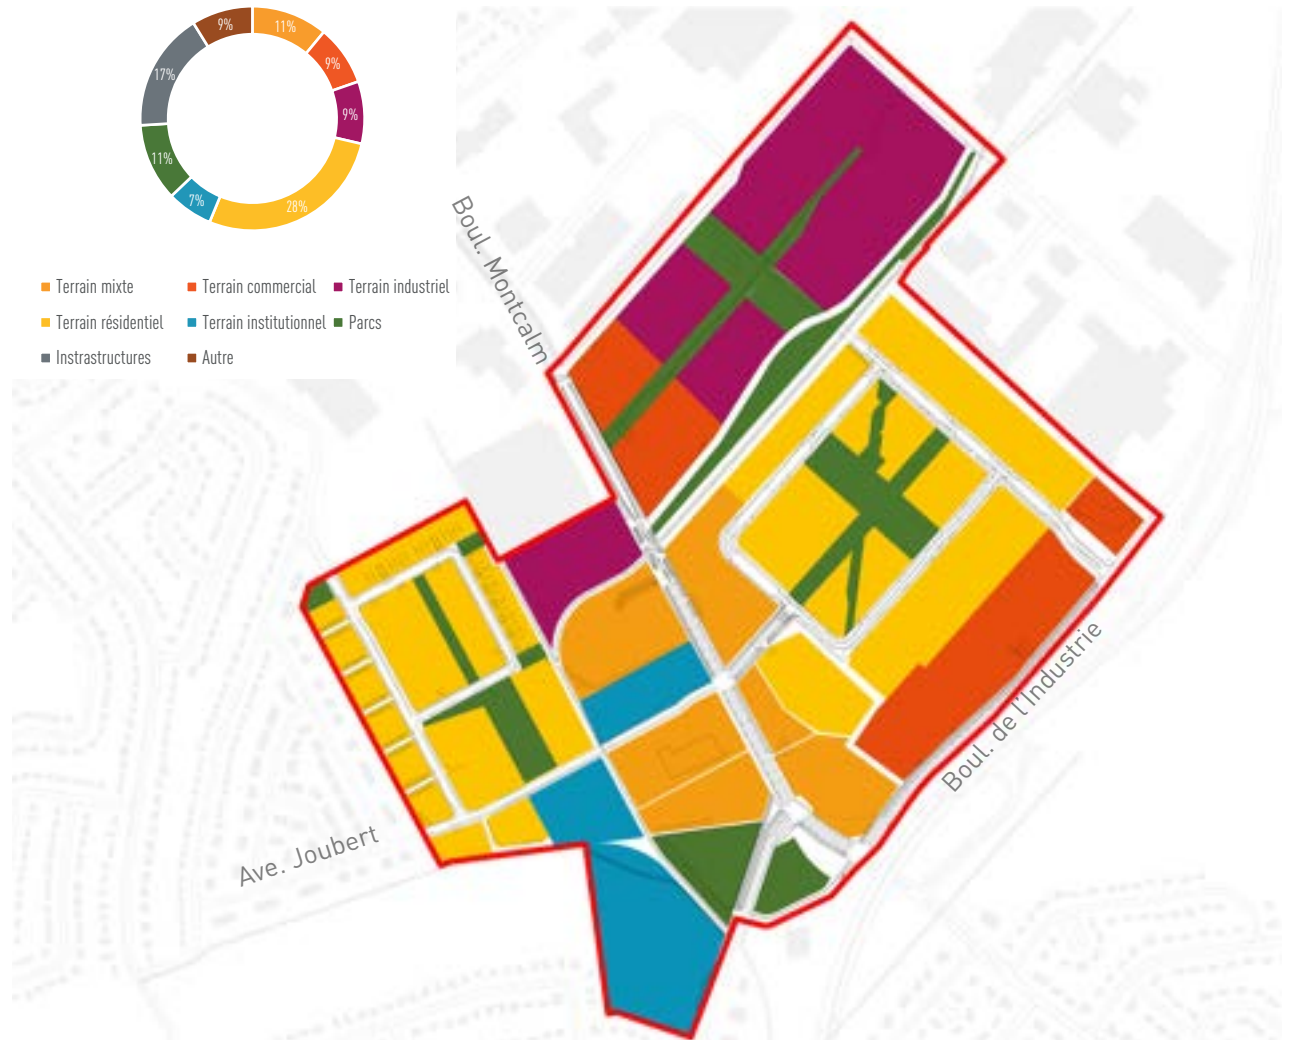 9%
11%
9%
17%
9%
11%
7%
28%
Terrain mixte
Terrain commercial
Terrain industriel
Terrain résidentiel
Terrain institutionnel
Parcs
Instrastructures
Autre
Boul. Montcalm
Boul. de l'Industrie
Ave. Joubert